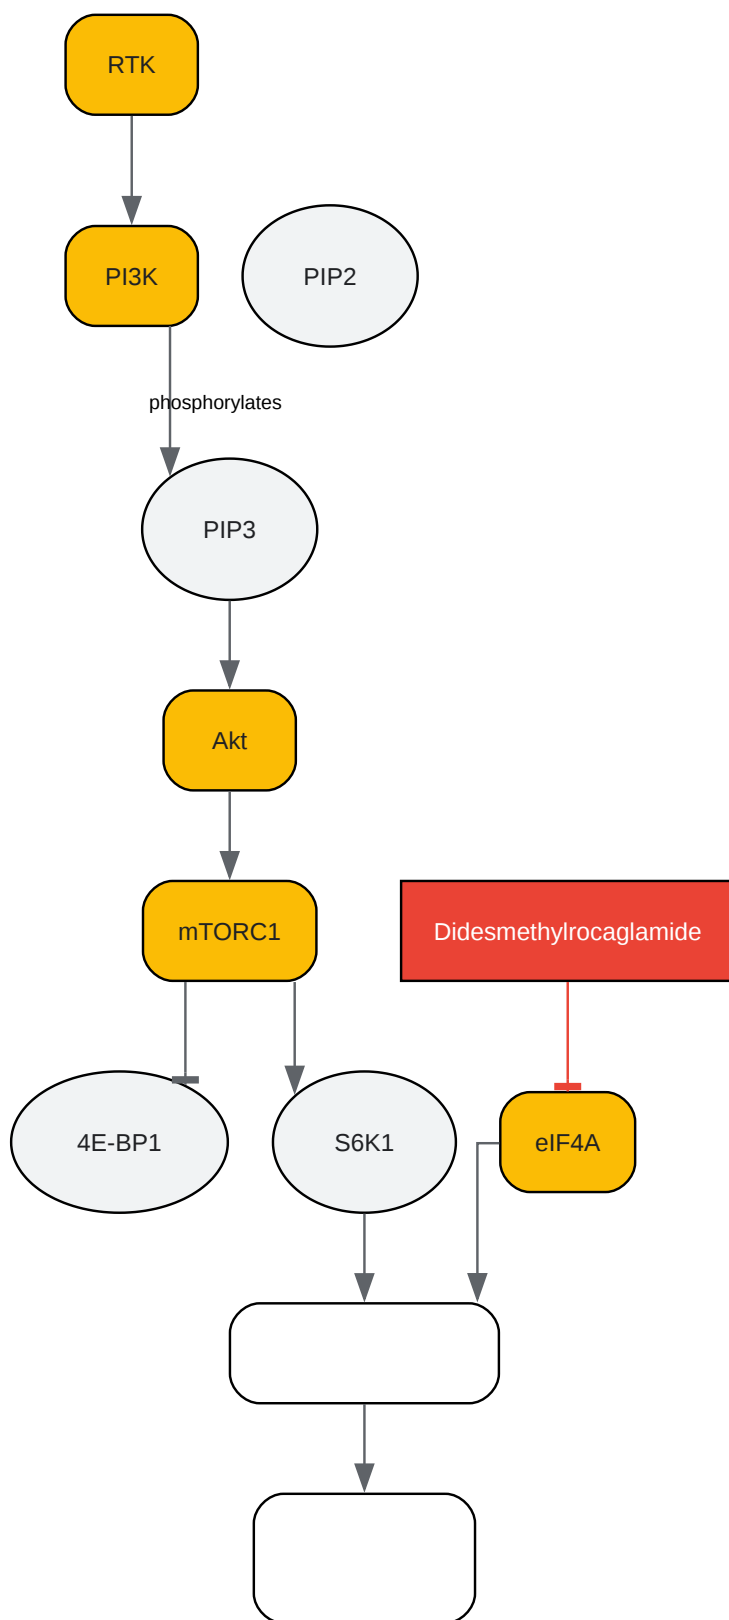 RTK
PI3K
PIP2
phosphorylates
PIP3
Akt
mTORC1
Didesmethylrocaglamide
4E-BP1
S6K1
eIF4A